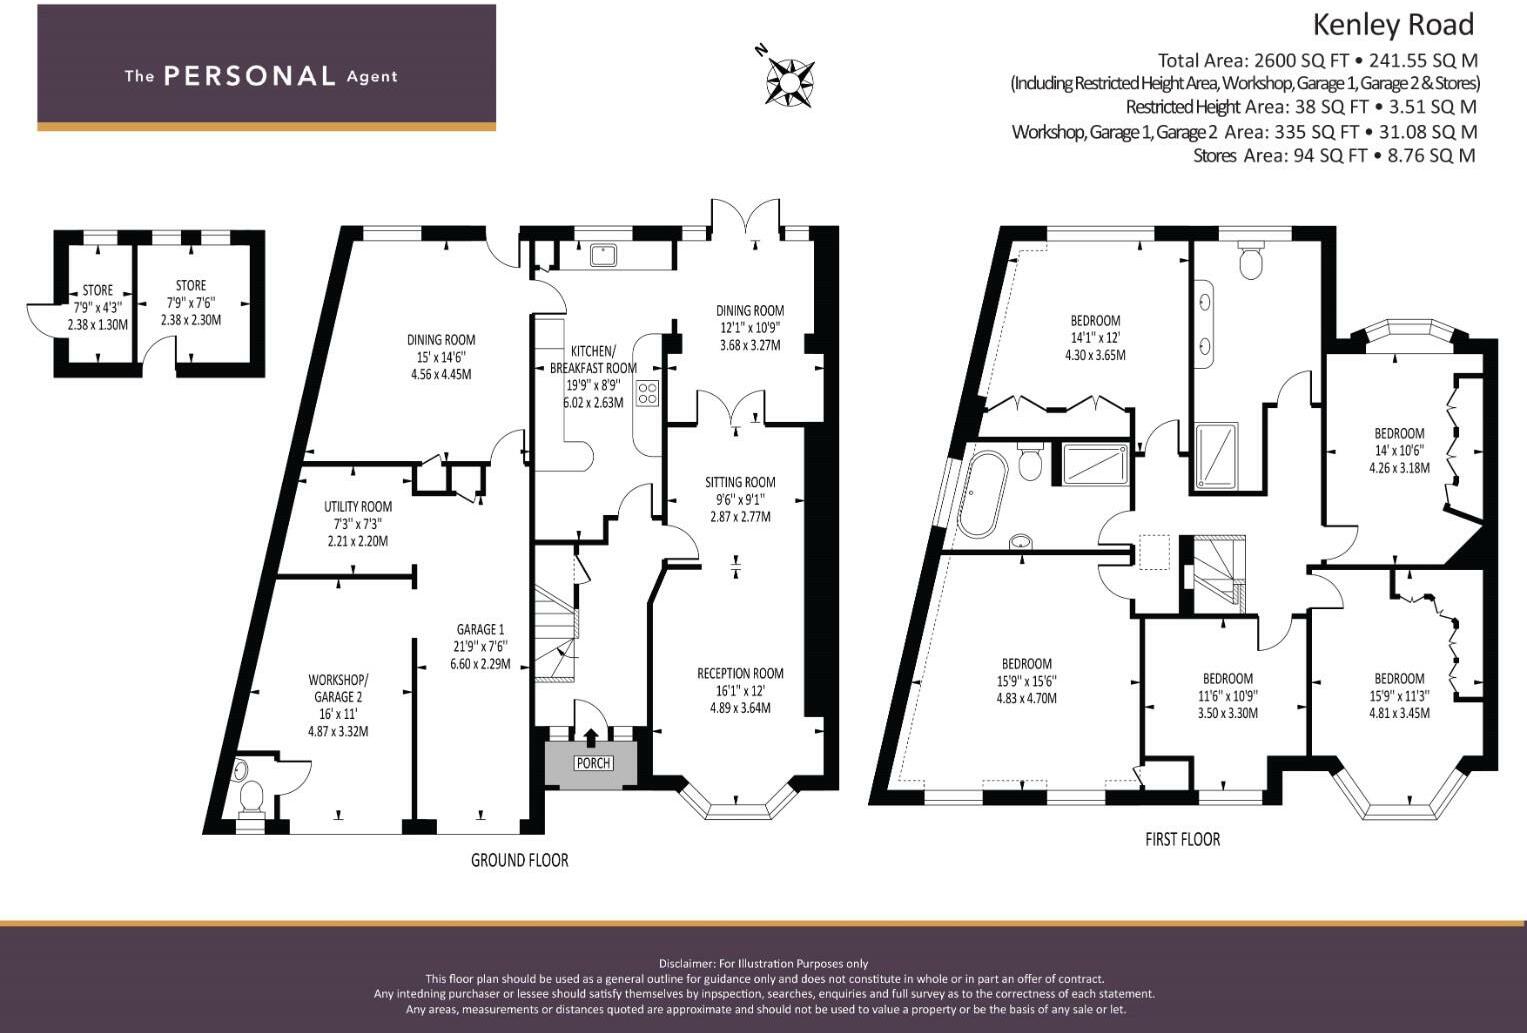 The PERSONAL Agent
N
Kenley Road
Total Area: 2600 SQ FT • 241.55 SQ M
(Including Restricted Height Area, Workshop, Garage 1, Garage 2 & Stores)
Restricted Height Area: 38 SQ FT • 3.51 SQ M
Workshop, Garage 1, Garage 2 Area: 335 SQ FT • 31.08 SQ M
Stores Area: 94 SQ FT • 8.76 SQ M
STORE
7'9" x 4'3"
2.38 x 1.30M
STORE
7'9" x 7'6"
2.38 x 2.30M
DINING ROOM
15' x 14'6"
4.56 x 4.45M
KITCHEN/
BREAKFAST ROOM
19'9" x 8'9"
6.02 x 2.63M
DINING ROOM
12'1" x 10'9"
3.68 x 3.27M
UTILITY ROOM
7'3" x 7'3"
2.21 x 2.20M
SITTING ROOM
9'6" x 9'1"
2.87 x 2.77M
GARAGE 1
21'9" x 7'6"
6.60 x 2.29M
WORKSHOP/
GARAGE 2
16' x 11'
4.87 x 3.32M
RECEPTION ROOM
16'1" x 12'
4.89 x 3.64M
PORCH
GROUND FLOOR
BEDROOM
14'1" x 12'
4.30 x 3.65M
BEDROOM
14' x 10'6"
4.26 x 3.18M
BEDROOM
15'9" x 15'6"
4.83 x 4.70M
BEDROOM
11'6" x 10'9"
3.50 x 3.30M
BEDROOM
15'9" x 11'3"
4.81 x 3.45M
FIRST FLOOR
Disclaimer: For Illustration Purposes only
This floor plan should be used as a general outline for guidance only and does not constitute in whole or in part an offer of contract.
Any intedning purchaser or lessee should satisfy themselves by inpspection, searches, enquiries and full survey as to the correctness of each statement.
Any areas, measurements or distances quoted are approximate and should not be used to value a property or be the basis of any sale or let.